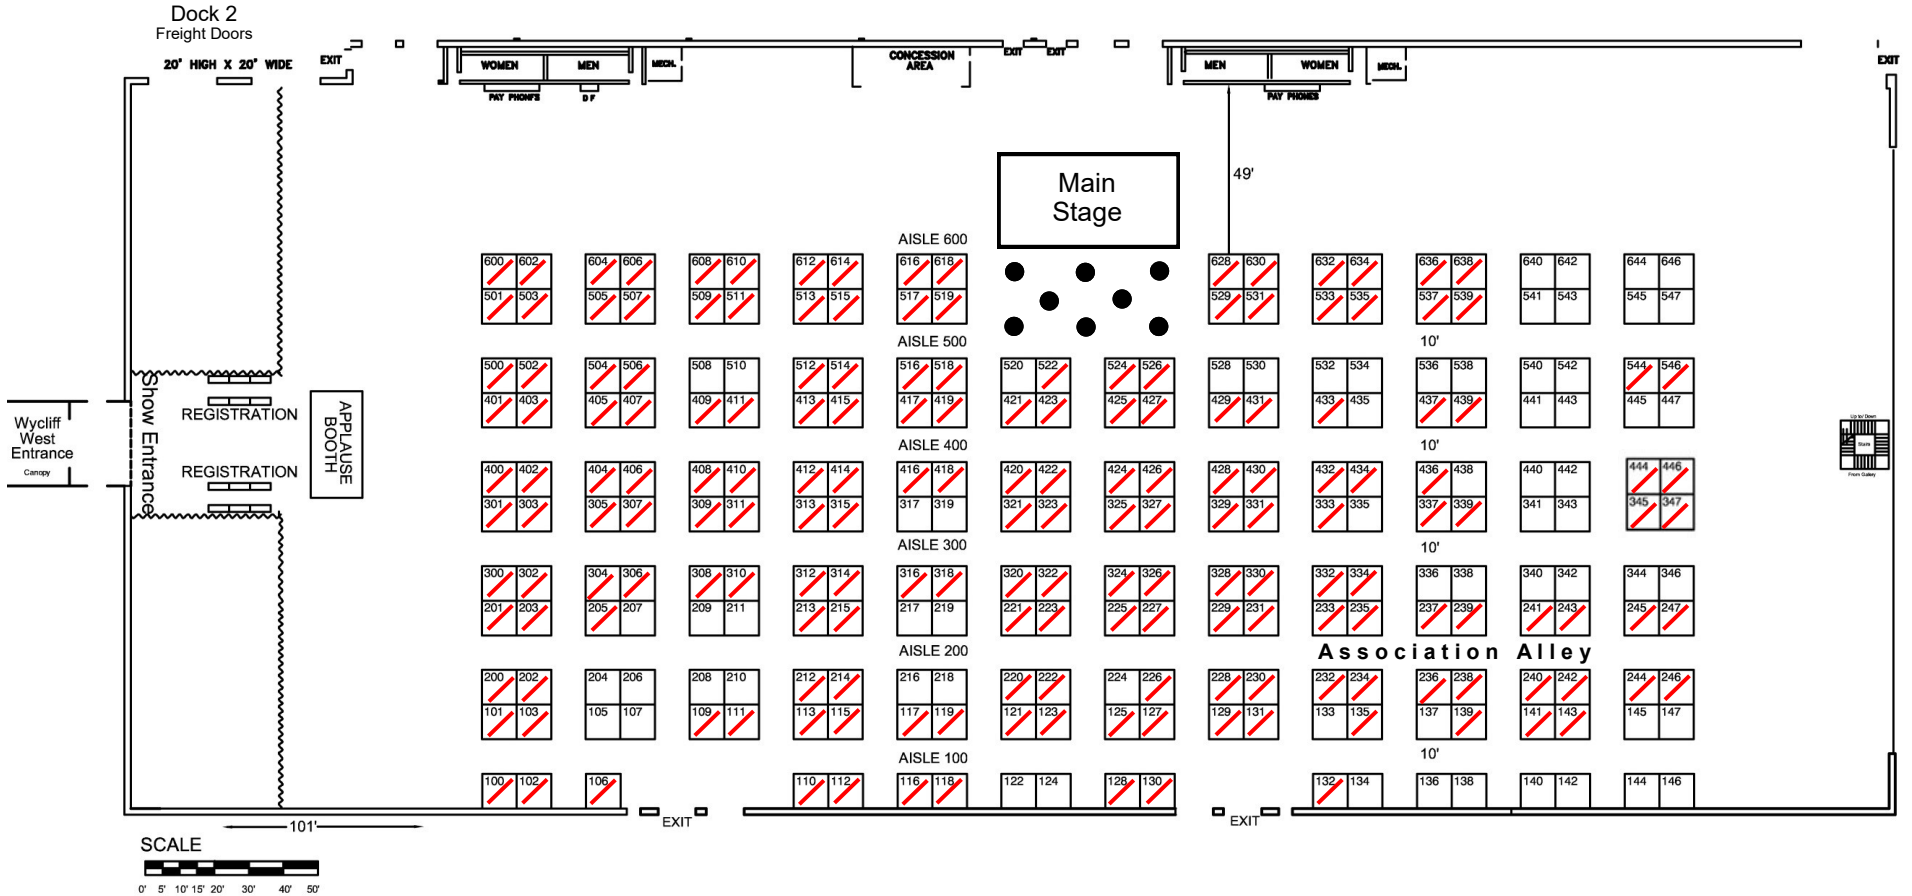 Dock 2
Freight Doors
20' HIGH X 20' WIDE
EXIT
WOMEN
MEN
MECH.
PAY PHONES
D F
CONCESSION
AREA
EXIT
EXIT
MEN
WOMEN
MECH.
PAY PHONES
EXIT
49'
Main
Stage
AISLE 600
600 602 604 606 608 610 612 614 616 618 628 630 632 634 636 638 640 642 644 646
501 503 505 507 509 511 513 515 517 519 529 531 533 535 537 539 541 543 545 547
AISLE 500
10'
500 502 504 506 508 510 512 514 516 518 520 522 524 526 528 530 532 534 536 538 540 542 544 546
401 403 405 407 409 411 413 415 417 419 421 423 425 427 429 431 433 435 437 439 441 443 445 447
AISLE 400
10'
400 402 404 406 408 410 412 414 416 418 420 422 424 426 428 430 432 434 436 438 440 442 444 446
301 303 305 307 309 311 313 315 317 319 321 323 325 327 329 331 333 335 337 339 341 343 345 347
AISLE 300
10'
300 302 304 306 308 310 312 314 316 318 320 322 324 326 328 330 332 334 336 338 340 342 344 346
201 203 205 207 209 211 213 215 217 219 221 223 225 227 229 231 233 235 237 239 241 243 245 247
AISLE 200
Association Alley
200 202 204 206 208 210 212 214 216 218 220 222 224 226 228 230 232 234 236 238 240 242 244 246
101 103 105 107 109 111 113 115 117 119 121 123 125 127 129 131 133 135 137 139 141 143 145 147
AISLE 100
10'
100 102 106 110 112 116 118 122 124 128 130 132 134 136 138 140 142 144 146
EXIT
EXIT
Show Entrance
REGISTRATION
REGISTRATION
APPLAUSE
BOOTH
Wycliff
West
Entrance
Canopy
Up to/ Down
Stairs
From Gallery
101'
SCALE
0' 5' 10' 15' 20' 30' 40' 50'